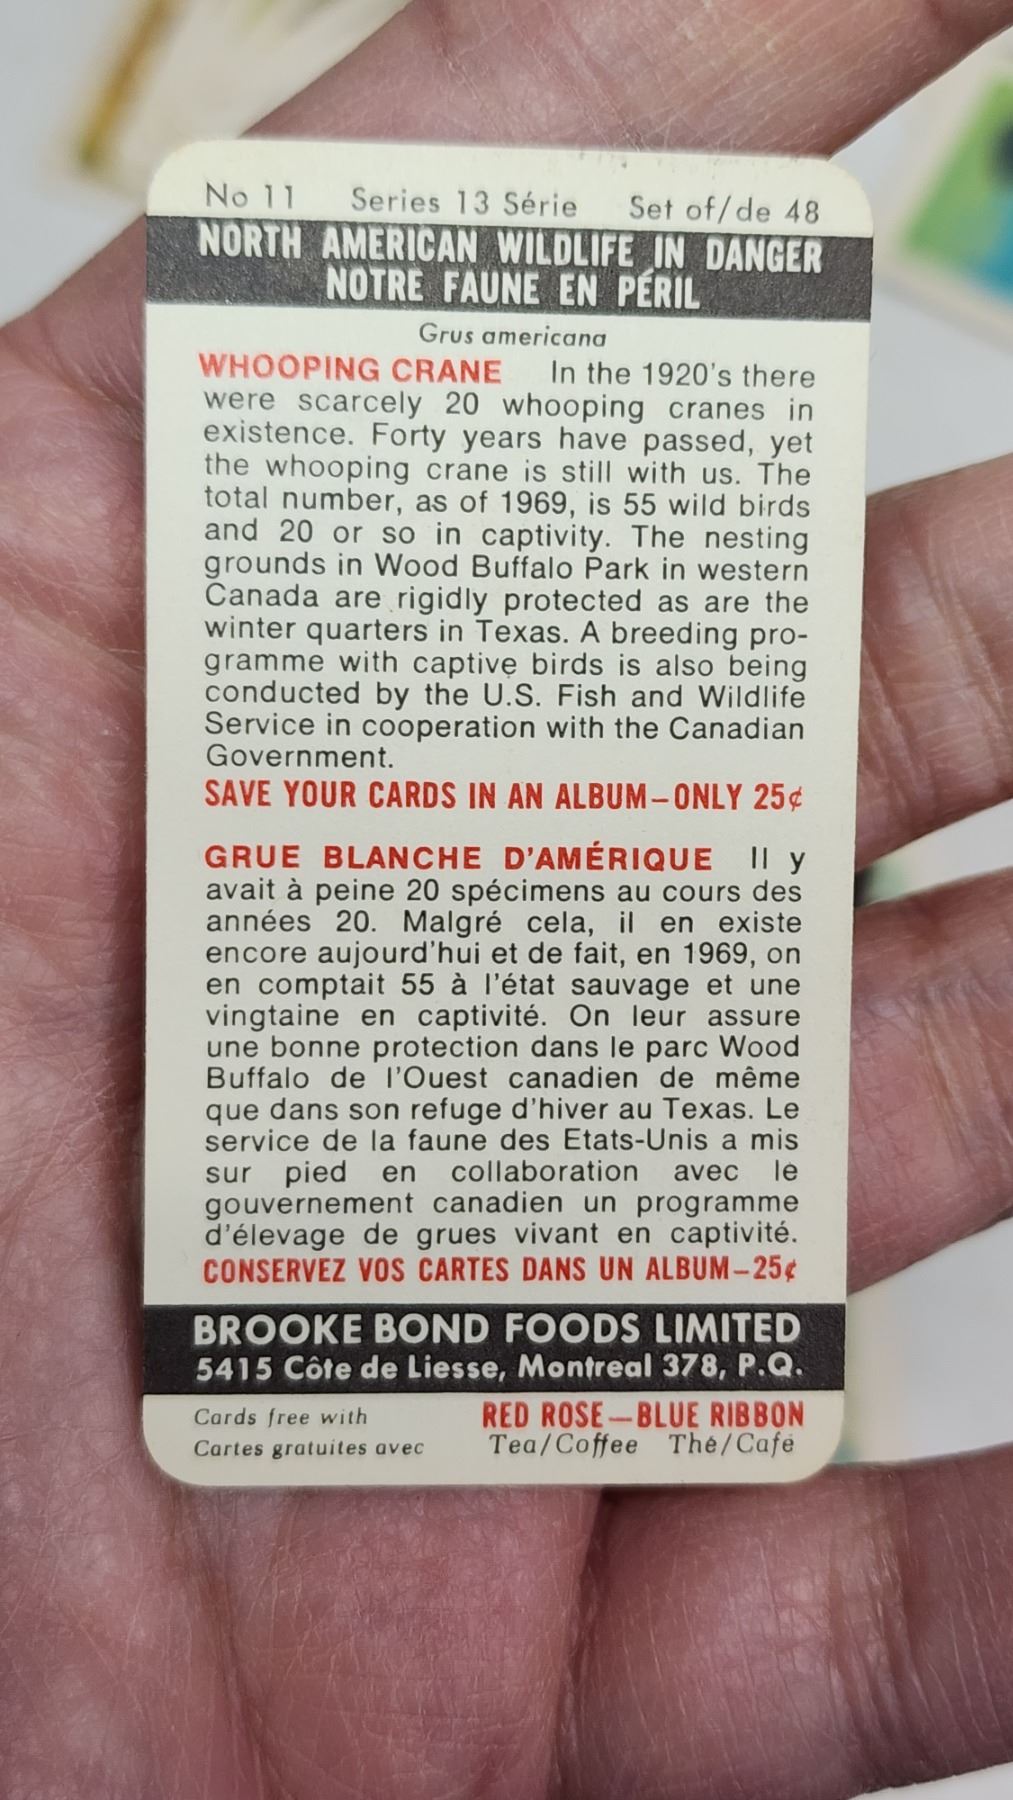 No 11 Series 13 Série Set of/de 48
NORTH AMERICAN WILDLIFE IN DANGER
NOTRE FAUNE EN PÉRIL
Grus americana
WHOOPING CRANE In the 1920's there
were scarcely 20 whooping cranes in
existence. Forty years have passed, yet
the whooping crane is still with us. The
total number, as of 1969, is 55 wild birds
and 20 or so in captivity. The nesting
grounds in Wood Buffalo Park in western
Canada are rigidly protected as are the
winter quarters in Texas. A breeding pro-
gramme with captive birds is also being
conducted by the U.S. Fish and Wildlife
Service in cooperation with the Canadian
Government.
SAVE YOUR CARDS IN AN ALBUM–ONLY 25¢
GRUE BLANCHE D'AMÉRIQUE Il y
avait à peine 20 spécimens au cours des
années 20. Malgré cela, il en existe
encore aujourd'hui et de fait, en 1969, on
en comptait 55 à l'état sauvage et une
vingtaine en captivité. On leur assure
une bonne protection dans le parc Wood
Buffalo de l'Ouest canadien de même
que dans son refuge d'hiver au Texas. Le
service de la faune des Etats-Unis a mis
sur pied en collaboration avec le
gouvernement canadien un programme
d'élevage de grues vivant en captivité.
CONSERVEZ VOS CARTES DANS UN ALBUM–25¢
BROOKE BOND FOODS LIMITED
5415 Côte de Liesse, Montreal 378, P.Q.
Cards free with RED ROSE—BLUE RIBBON
Cartes gratuites avec Tea/Coffee Thé/Café